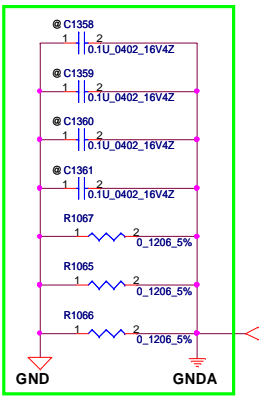 @ C1358
1 2
0.1U_0402_16V4Z
@ C1359
1 2
0.1U_0402_16V4Z
@ C1360
1 2
0.1U_0402_16V4Z
@ C1361
1 2
0.1U_0402_16V4Z
R1067
1 2
0_1206_5%
R1065
1 2
0_1206_5%
R1066
1 2
0_1206_5%
GND GNDA